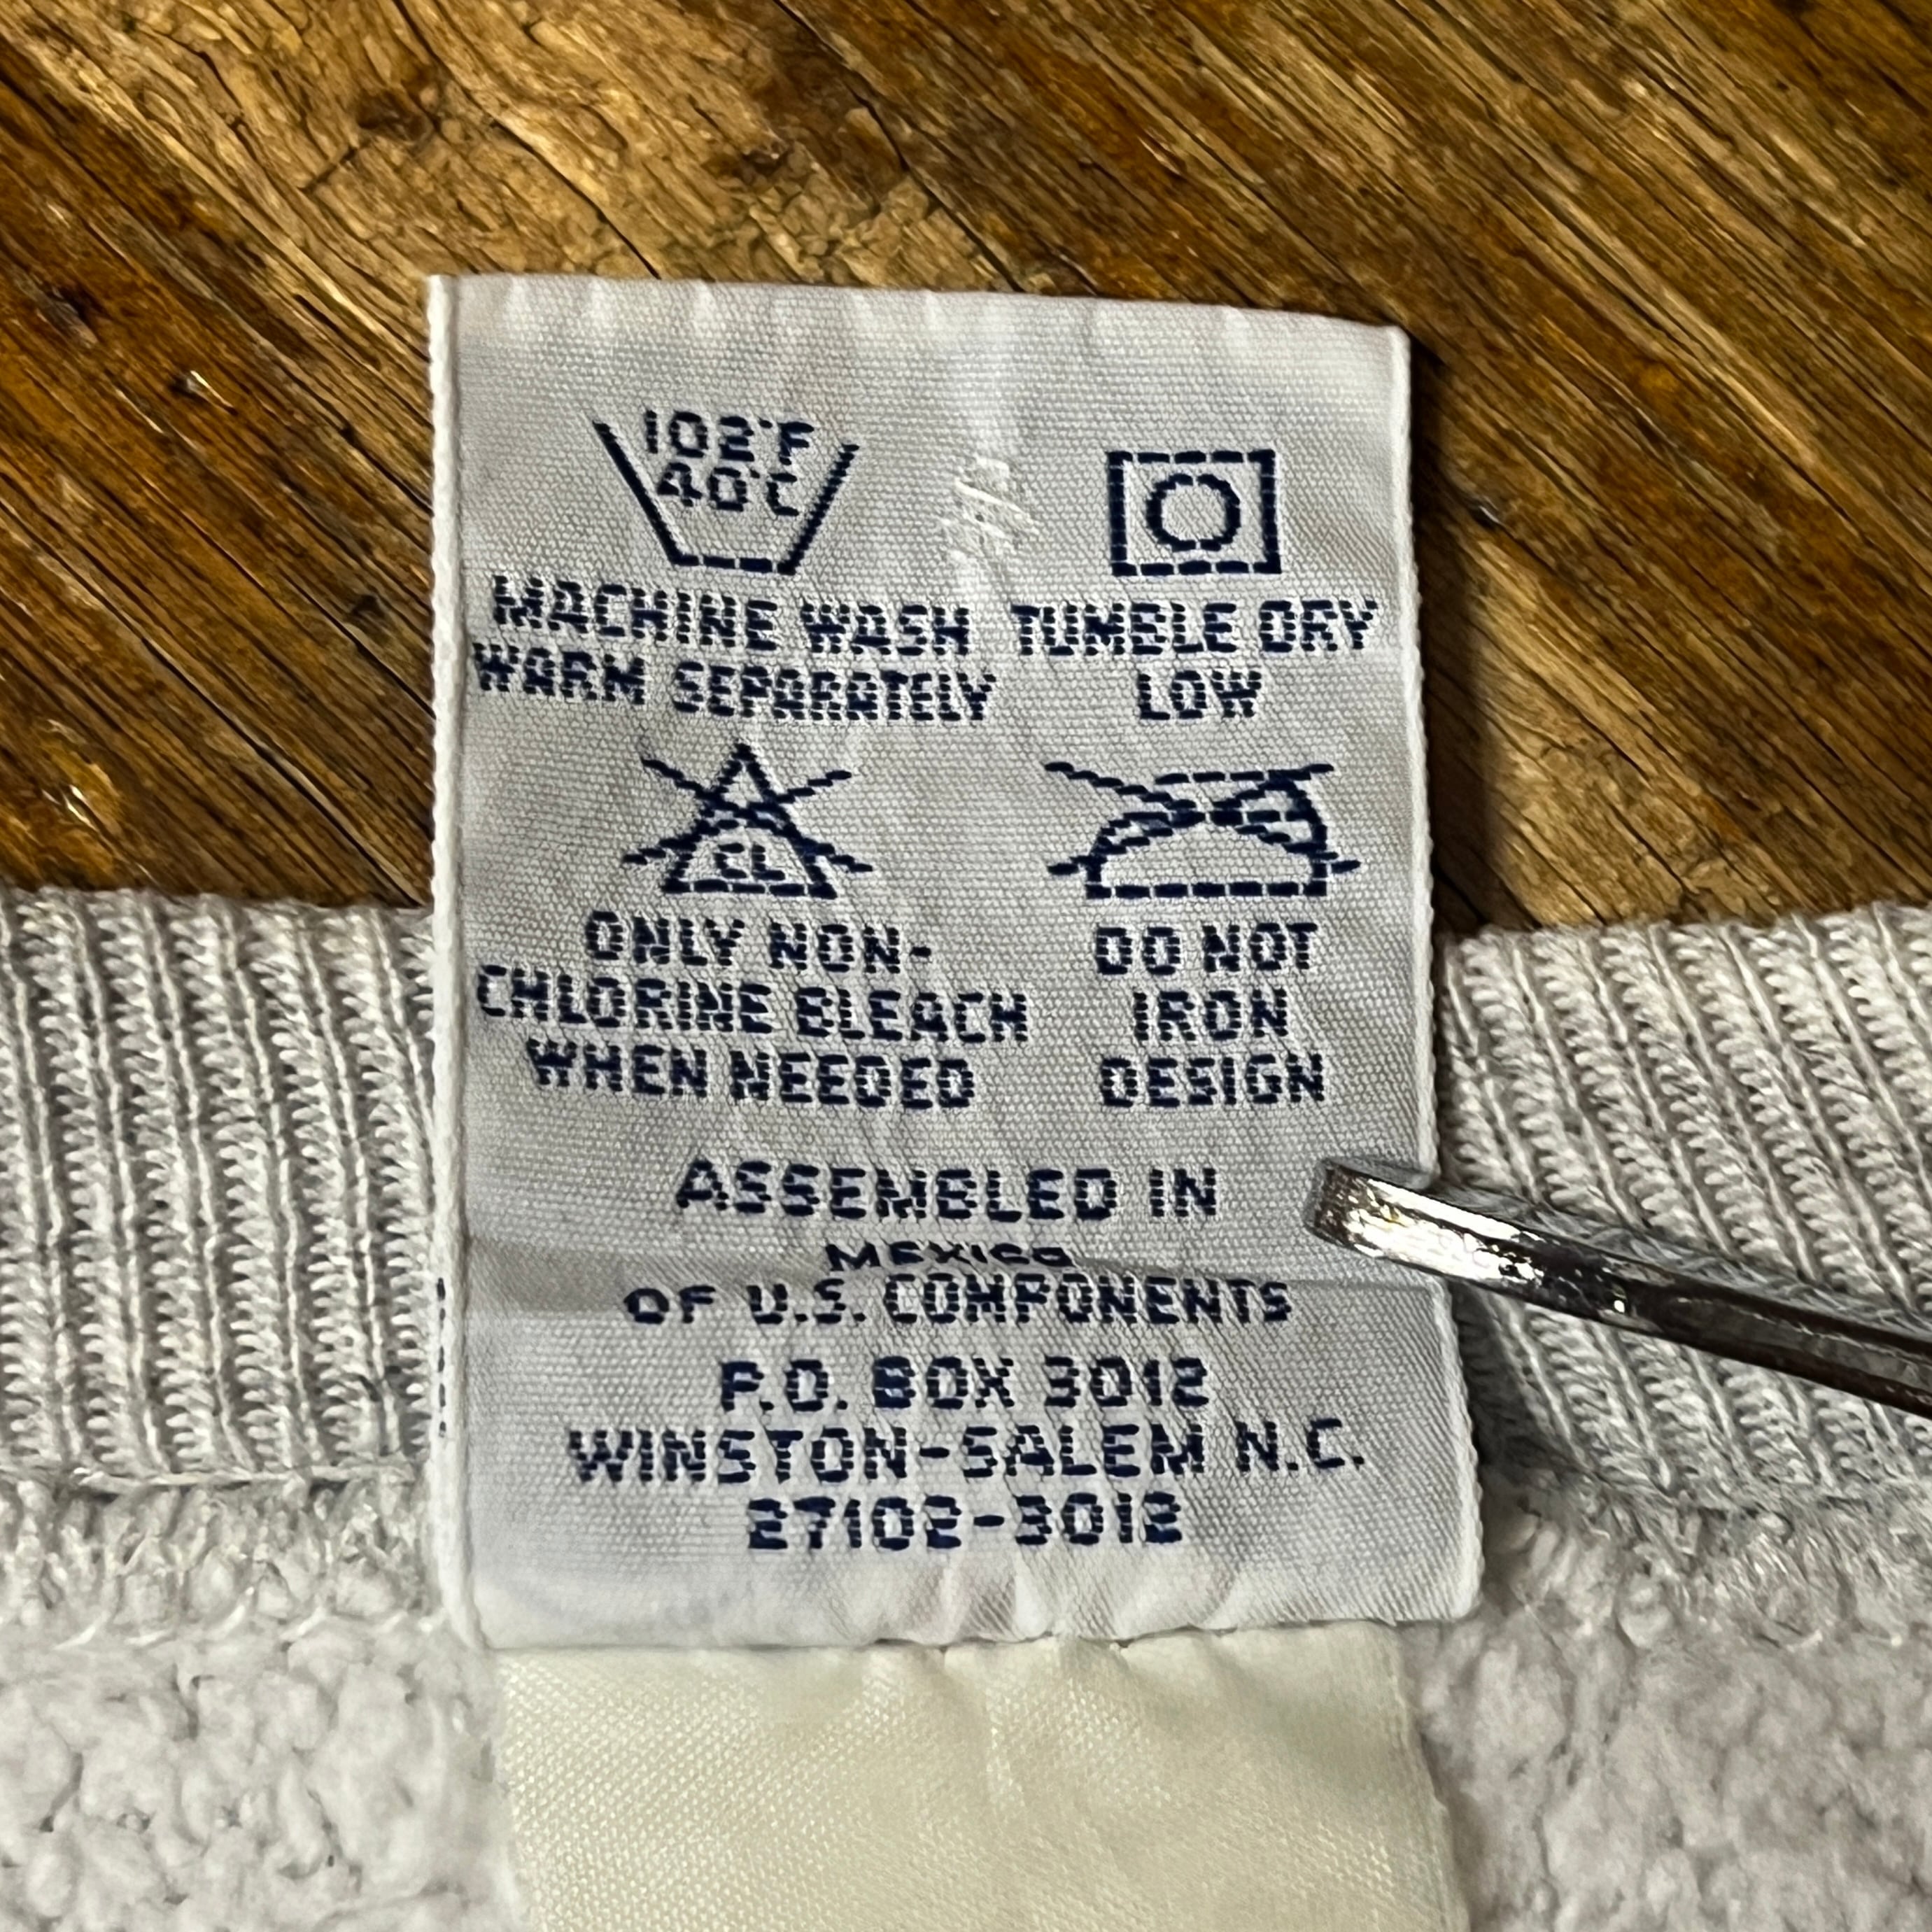 102°F
40°C
MACHINE WASH
WARM SEPARATELY
TUMBLE DRY
LOW
CL
ONLY NON-
CHLORINE BLEACH
WHEN NEEDED
DO NOT
IRON
DESIGN
ASSEMBLED IN
MEXICO
OF U.S. COMPONENTS
P.O. BOX 3012
WINSTON-SALEM N.C.
27102-3012